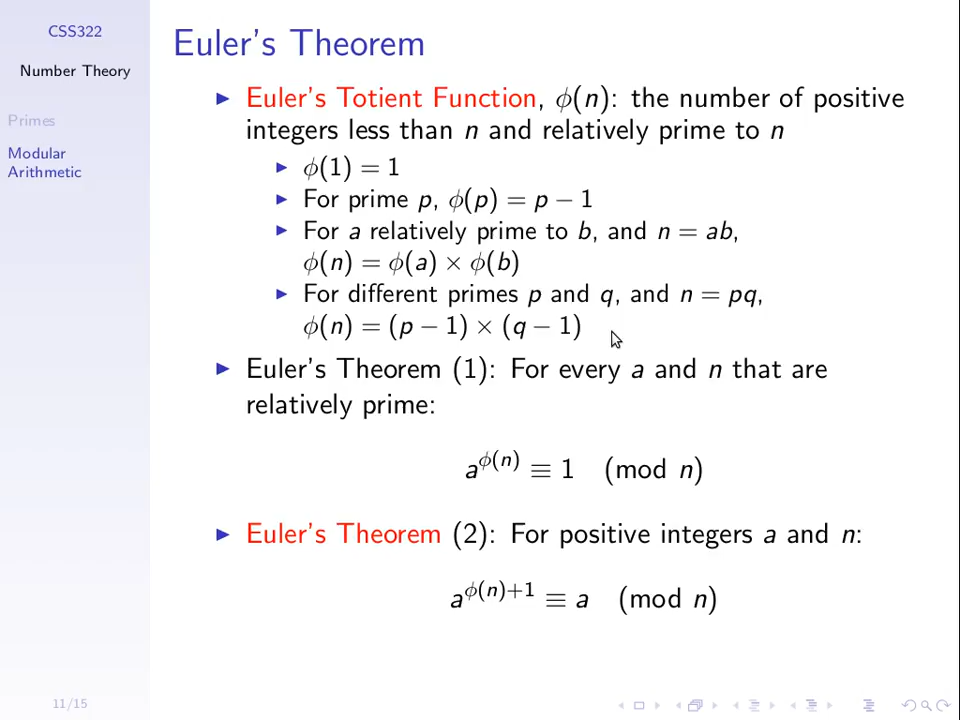 CSS322
Number Theory
Primes
Modular
Arithmetic
Euler's Theorem
Euler's Totient Function, ϕ(n): the number of positive
integers less than n and relatively prime to n
ϕ(1) = 1
For prime p, ϕ(p) = p − 1
For a relatively prime to b, and n = ab,
ϕ(n) = ϕ(a) × ϕ(b)
For different primes p and q, and n = pq,
ϕ(n) = (p − 1) × (q − 1)
Euler's Theorem (1): For every a and n that are
relatively prime:
a^ϕ(n) ≡ 1 (mod n)
Euler's Theorem (2): For positive integers a and n:
a^ϕ(n)+1 ≡ a (mod n)
11/15